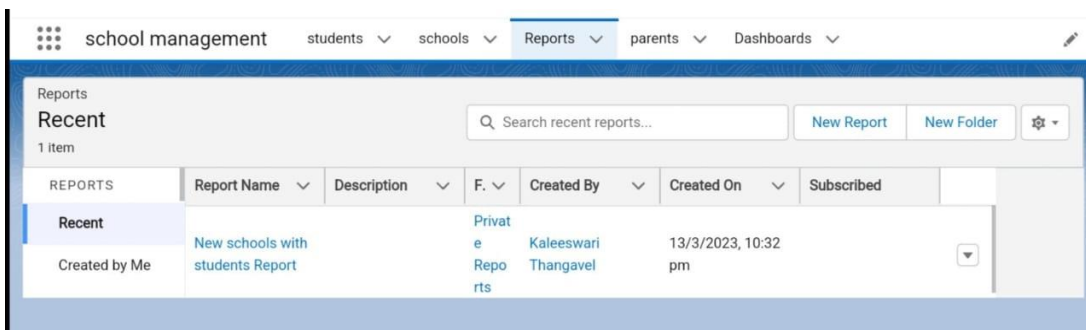 school management students schools Reports parents Dashboards
Reports
Recent
1 item
Search recent reports...
New Report New Folder
REPORTS
Recent
Created by Me
Report Name Description F. Created By Created On Subscribed
New schools with
students Report
Privat
e
Repo
rts
Kaleeswari
Thangavel
13/3/2023, 10:32
pm